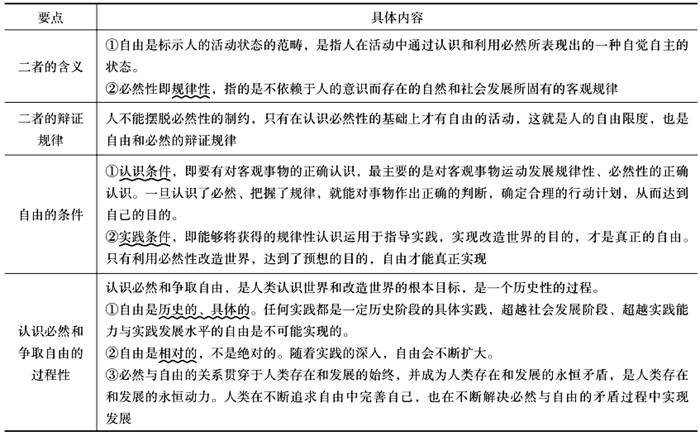 要点 具体内容
二者的含义
①自由是标示人的活动状态的范畴，是指人在活动中通过认识和利用必然所表现出的一种自觉自主的
状态。
②必然性即规律性，指的是不依赖于人的意识而存在的自然和社会发展所固有的客观规律
二者的辩证
规律
人不能摆脱必然性的制约，只有在认识必然性的基础上才有自由的活动，这就是人的自由限度，也是
自由和必然的辩证规律
自由的条件
①认识条件，即要有对客观事物的正确认识，最主要的是对客观事物运动发展规律性、必然性的正确
认识。一旦认识了必然、把握了规律，就能对事物作出正确的判断，确定合理的行动计划，从而达到
自己的目的。
②实践条件，即能够将获得的规律性认识运用于指导实践，实现改造世界的目的，才是真正的自由。
只有利用必然性改造世界，达到了预想的目的，自由才能真正实现
认识必然和
争取自由的
过程性
认识必然和争取自由，是人类认识世界和改造世界的根本目标，是一个历史性的过程。
①自由是历史的、具体的。任何实践都是一定历史阶段的具体实践，超越社会发展阶段、超越实践能
力与实践发展水平的自由是不可能实现的。
②自由是相对的，不是绝对的。随着实践的深入，自由会不断扩大。
③必然与自由的关系贯穿于人类存在和发展的始终，并成为人类存在和发展的永恒矛盾，是人类存在
和发展的永恒动力。人类在不断追求自由中完善自己，也在不断解决必然与自由的矛盾过程中实现
发展